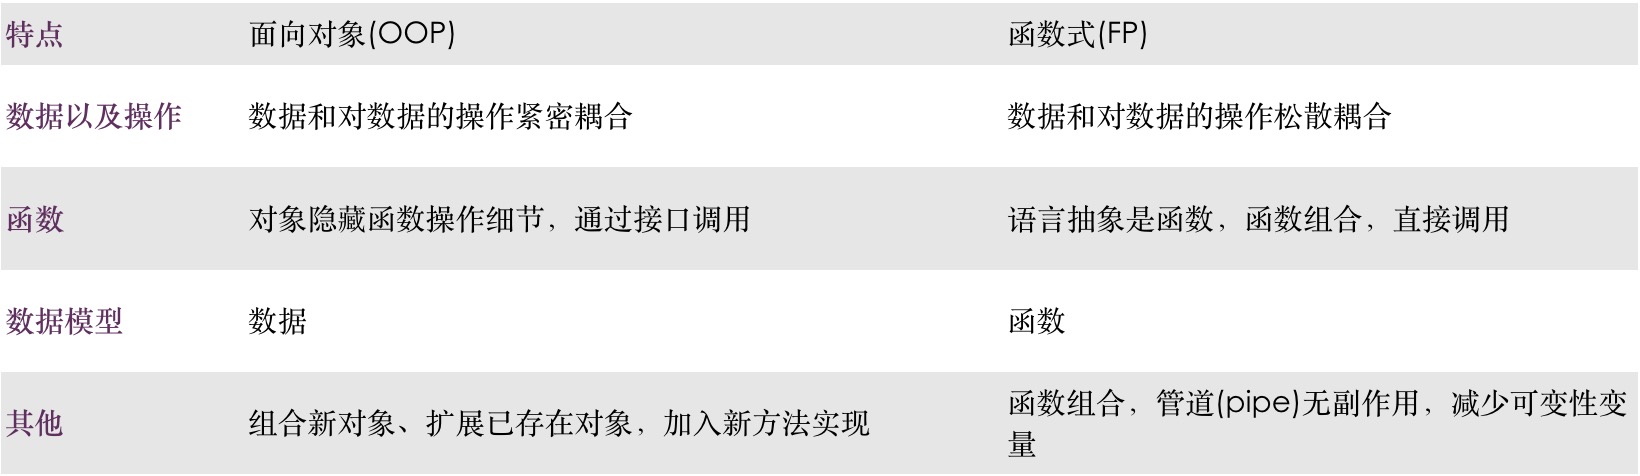 特点 面向对象(OOP) 函数式(FP)
数据以及操作 数据和对数据的操作紧密耦合 数据和对数据的操作松散耦合
函数 对象隐藏函数操作细节，通过接口调用 语言抽象是函数，函数组合，直接调用
数据模型 数据 函数
其他 组合新对象、扩展已存在对象，加入新方法实现 函数组合，管道(pipe)无副作用，减少可变性变
量